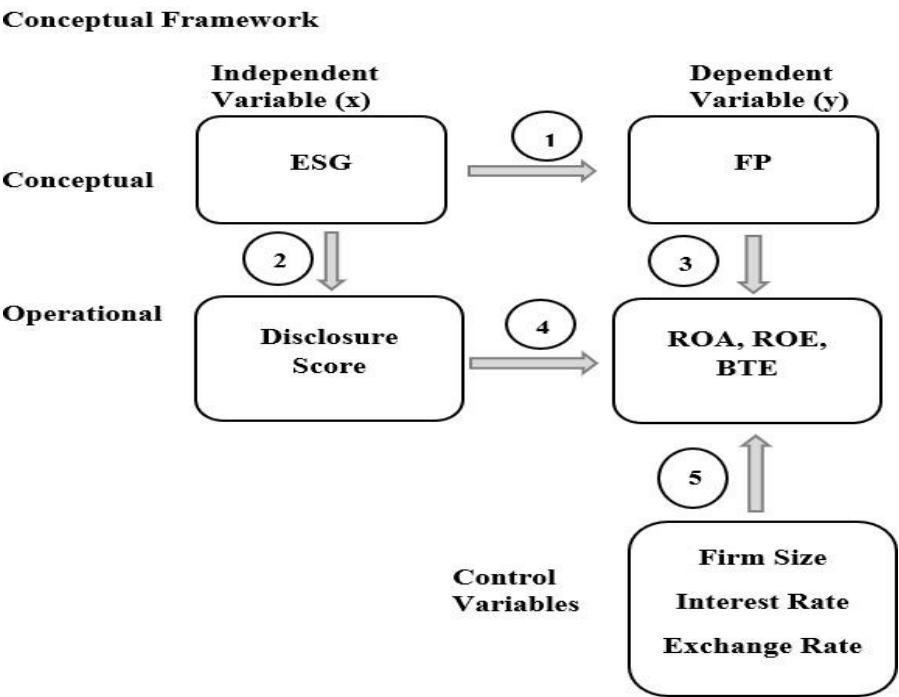 Conceptual Framework
Independent
Variable (x)
Dependent
Variable (y)
1
ESG
FP
Conceptual
2
3
Operational
Disclosure
Score
4
ROA, ROE,
BTE
5
Control
Variables
Firm Size
Interest Rate
Exchange Rate